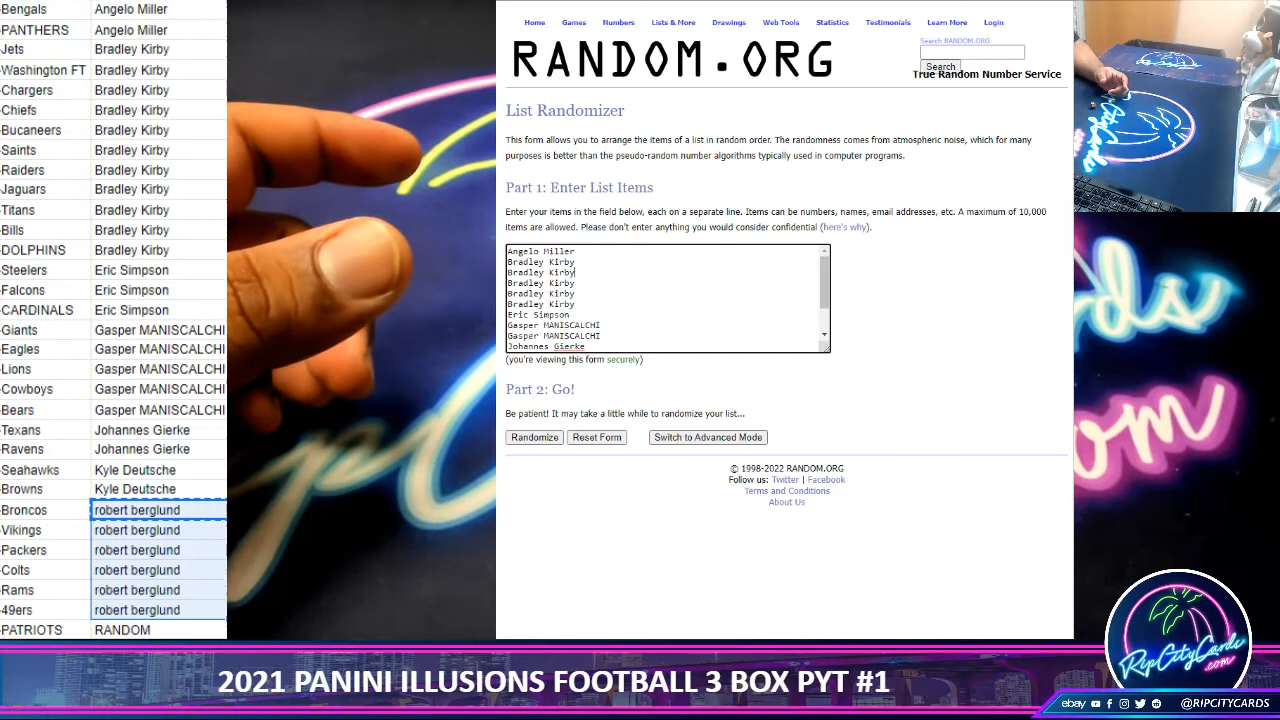 -Bengals Angelo Miller
-PANTHERS Angelo Miller
-Jets Bradley Kirby
-Washington FT Bradley Kirby
-Chargers Bradley Kirby
-Chiefs Bradley Kirby
-Bucaneers Bradley Kirby
-Saints Bradley Kirby
-Raiders Bradley Kirby
-Jaguars Bradley Kirby
-Titans Bradley Kirby
-Bills Bradley Kirby
-DOLPHINS Bradley Kirby
-Steelers Eric Simpson
-Falcons Eric Simpson
-CARDINALS Eric Simpson
-Giants Gasper MANISCALCHI
-Eagles Gasper MANISCALCHI
-Lions Gasper MANISCALCHI
-Cowboys Gasper MANISCALCHI
-Bears Gasper MANISCALCHI
-Texans Johannes Gierke
-Ravens Johannes Gierke
-Seahawks Kyle Deutsche
-Browns Kyle Deutsche
-Broncos robert berglund
-Vikings robert berglund
-Packers robert berglund
-Colts robert berglund
-Rams robert berglund
-49ers robert berglund
-PATRIOTS RANDOM
Home Games Numbers Lists & More Drawings Web Tools Statistics Testimonials Learn More Login
RANDOM.ORG
Search RANDOM.ORG
Search
True Random Number Service
List Randomizer
This form allows you to arrange the items of a list in random order. The randomness comes from atmospheric noise, which for many
purposes is better than the pseudo-random number algorithms typically used in computer programs.
Part 1: Enter List Items
Enter your items in the field below, each on a separate line. Items can be numbers, names, email addresses, etc. A maximum of 10,000
items are allowed. Please don't enter anything you would consider confidential (here's why).
Angelo Miller
Bradley Kirby
Bradley Kirby
Bradley Kirby
Bradley Kirby
Bradley Kirby
Eric Simpson
Gasper MANISCALCHI
Gasper MANISCALCHI
Johannes Gierke
(you're viewing this form securely)
Part 2: Go!
Be patient! It may take a little while to randomize your list...
Randomize Reset Form Switch to Advanced Mode
© 1998-2022 RANDOM.ORG
Follow us: Twitter | Facebook
Terms and Conditions
About Us
2021 PANINI ILLUSIONS FOOTBALL 3 BOX PYT #1
RipCityCards
.com
ebay @RIPCITYCARDS